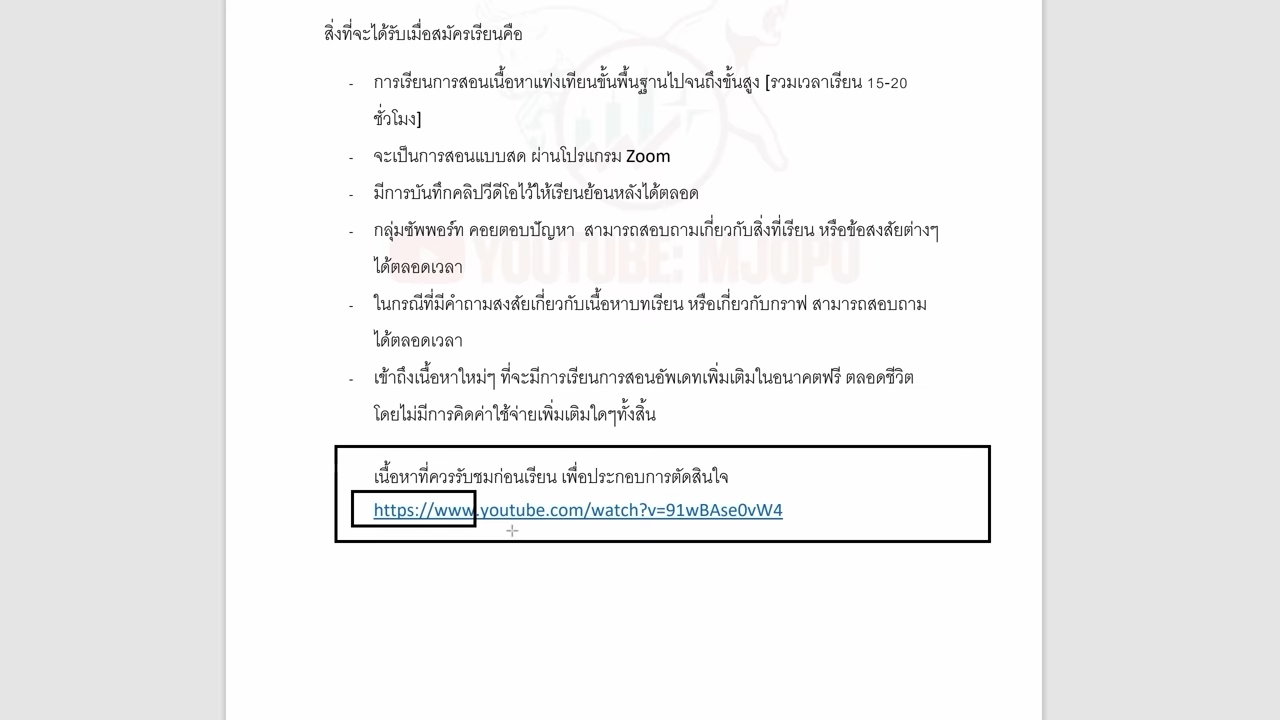 สิ่งที่จะได้รับเมื่อสมัครเรียนคือ
- การเรียนการสอนเนื้อหาแท่งเทียนขั้นพื้นฐานไปจนถึงขั้นสูง [รวมเวลาเรียน 15-20
ชั่วโมง]
- จะเป็นการสอนแบบสด ผ่านโปรแกรม Zoom
- มีการบันทึกคลิปวีดีโอไว้ให้เรียนย้อนหลังได้ตลอด
- กลุ่มซัพพอร์ท คอยตอบปัญหา สามารถสอบถามเกี่ยวกับสิ่งที่เรียน หรือข้อสงสัยต่างๆ
YOUTUBE: MJOPU
ได้ตลอดเวลา
- ในกรณีที่มีคำถามสงสัยเกี่ยวกับเนื้อหาบทเรียน หรือเกี่ยวกับกราฟ สามารถสอบถาม
ได้ตลอดเวลา
- เข้าถึงเนื้อหาใหม่ๆ ที่จะมีการเรียนการสอนอัพเดทเพิ่มเติมในอนาคตฟรี ตลอดชีวิต
โดยไม่มีการคิดค่าใช้จ่ายเพิ่มเติมใดๆทั้งสิ้น
เนื้อหาที่ควรรับชมก่อนเรียน เพื่อประกอบการตัดสินใจ
https://www.youtube.com/watch?v=91wBAse0vW4